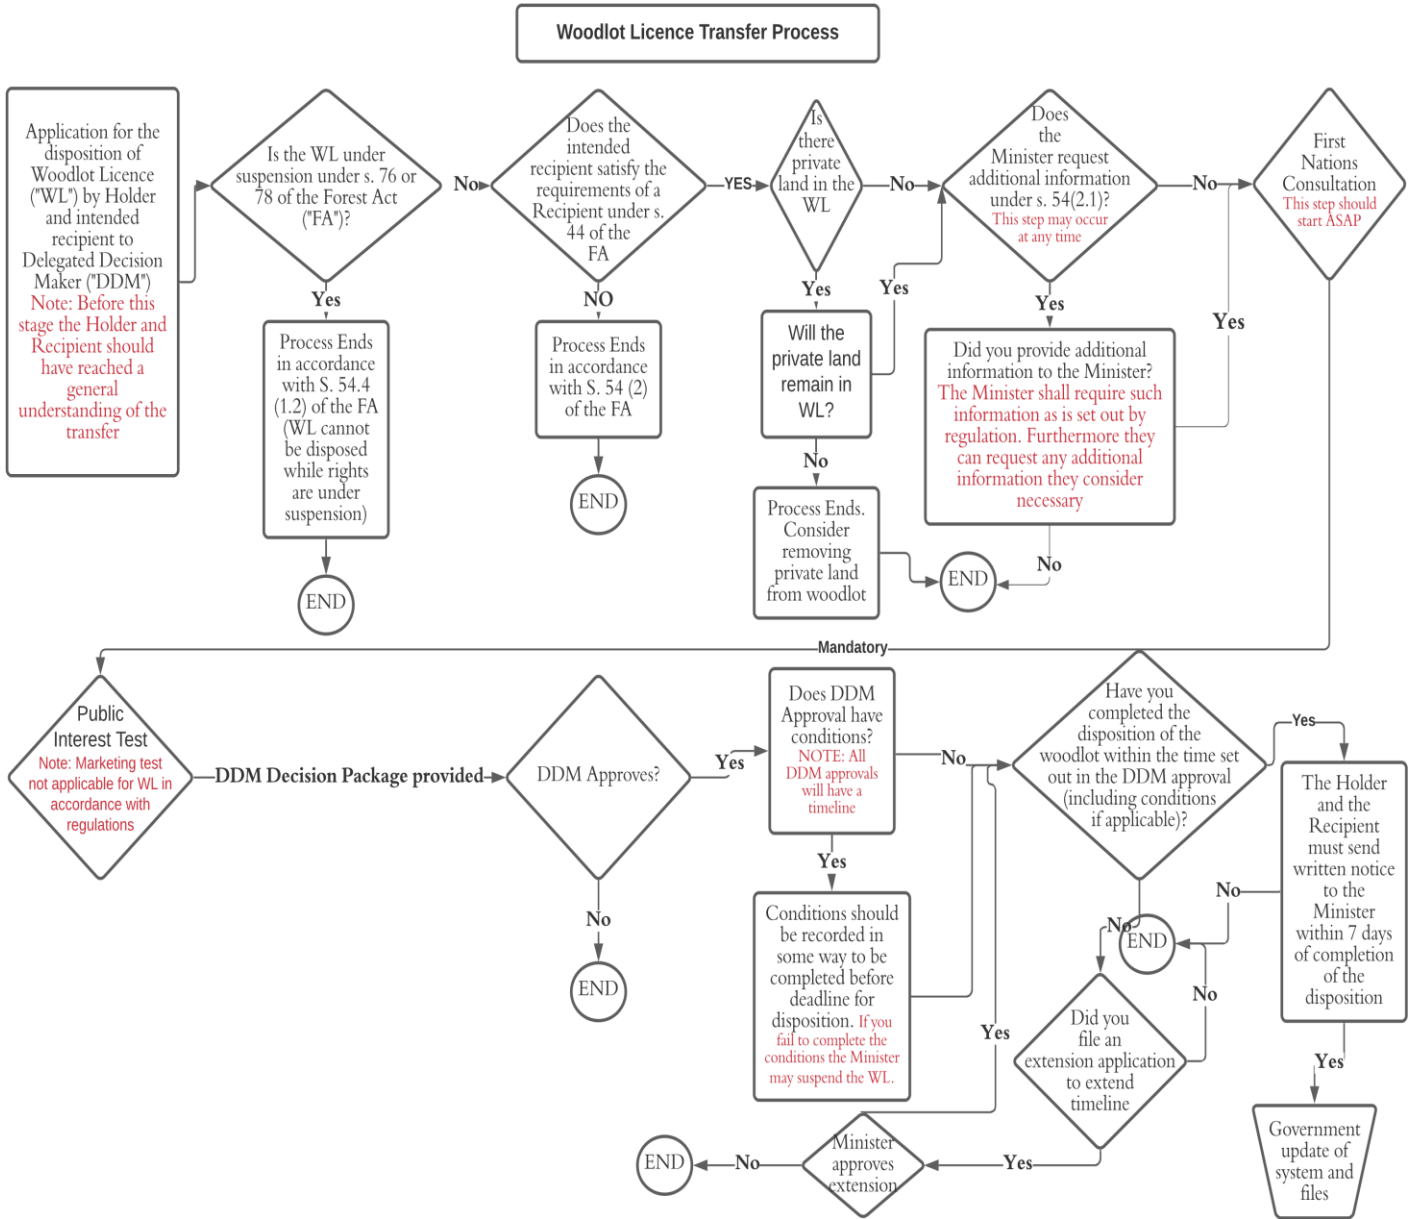 Woodlot Licence Transfer Process
Application for the
disposition of
Woodlot Licence
("WL") by Holder
and intended
recipient to
Delegated Decision
Maker ("DDM")
Note: Before this
stage the Holder and
Recipient should
have reached a
general
understanding of the
transfer
Is the WL under
suspension under s. 76 or
78 of the Forest Act
("FA")?
No
Yes
Process Ends
in accordance
with S. 54.4
(1.2) of the FA
(WL cannot
be disposed
while rights
are under
suspension)
END
Does the
intended
recipient satisfy the
requirements of a
Recipient under s.
44 of the
FA
YES
NO
Process Ends
in accordance
with S. 54 (2)
of the FA
END
Is
there
private
land in the
WL
No
Yes
Will the
private land
remain in
WL?
Yes
No
Process Ends.
Consider
removing
private land
from woodlot
END
Does
the
Minister request
additional information
under s. 54(2.1)?
This step may occur
at any time
No
Yes
Did you provide additional
information to the Minister?
The Minister shall require such
information as is set out by
regulation. Furthermore they
can request any additional
information they consider
necessary
Yes
No
First
Nations
Consultation
This step should
start ASAP
Mandatory
Public
Interest Test
Note: Marketing test
not applicable for WL in
accordance with
regulations
DDM Decision Package provided
DDM Approves?
Yes
No
END
Does DDM
Approval have
conditions?
NOTE: All
DDM approvals
will have a
timeline
No
Yes
Conditions should
be recorded in
some way to be
completed before
deadline for
disposition. If you
fail to complete the
conditions the Minister
may suspend the WL.
Have you
completed the
disposition of the
woodlot within the time set
out in the DDM approval
(including conditions
if applicable)?
Yes
No
END
The Holder
and the
Recipient
must send
written notice
to the
Minister
within 7 days
of completion
of the
disposition
No
Yes
Government
update of
system and
files
Did you
file an
extension application
to extend
timeline
No
Yes
Minister
approves
extension
Yes
No
END